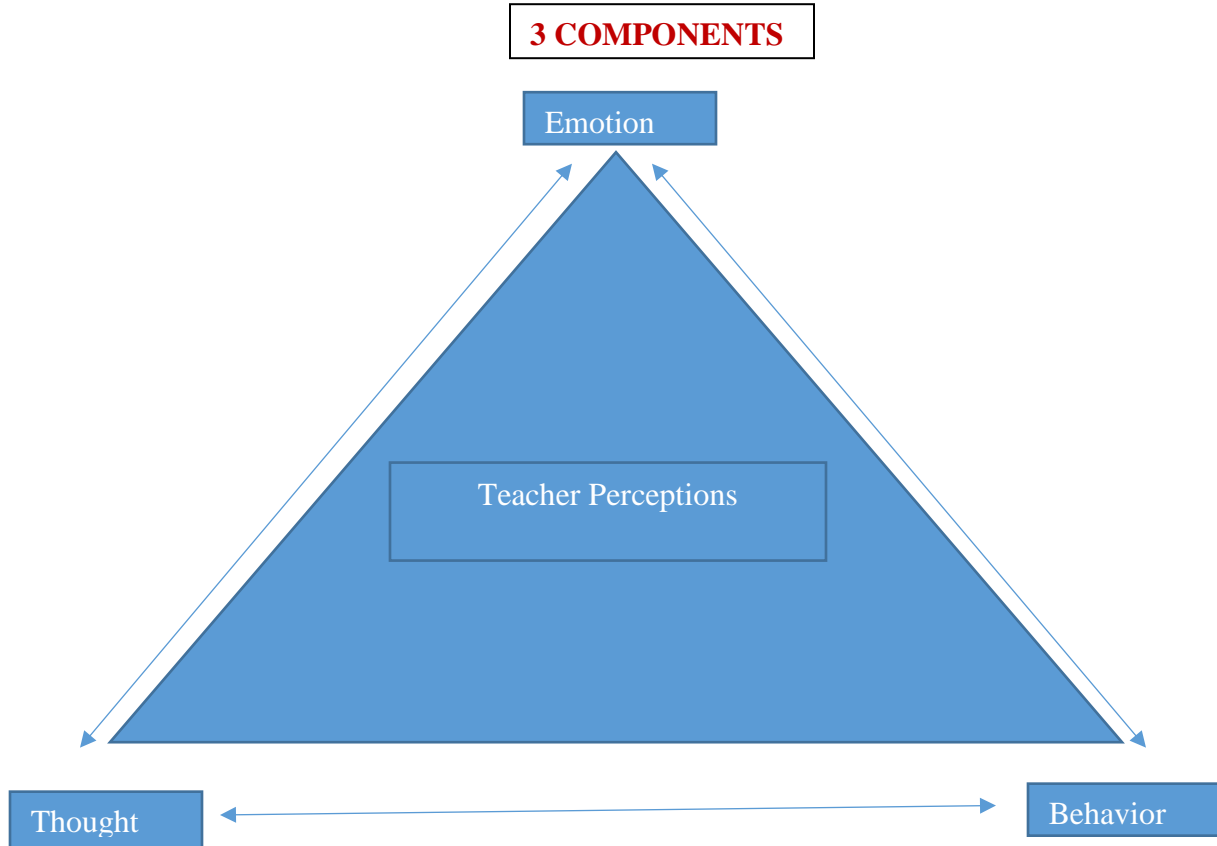 3 COMPONENTS
Emotion
Teacher Perceptions
Thought
Behavior